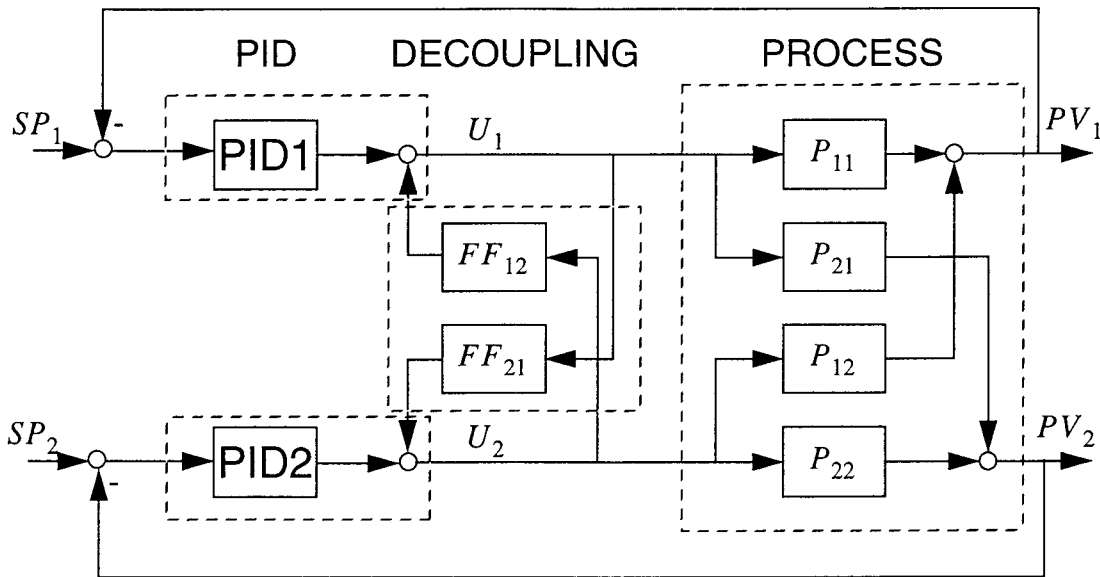 PID DECOUPLING PROCESS
SP1 - PID1 U1 P11 PV1
FF12 P21
FF21 P12
SP2 - PID2 U2 P22 PV2